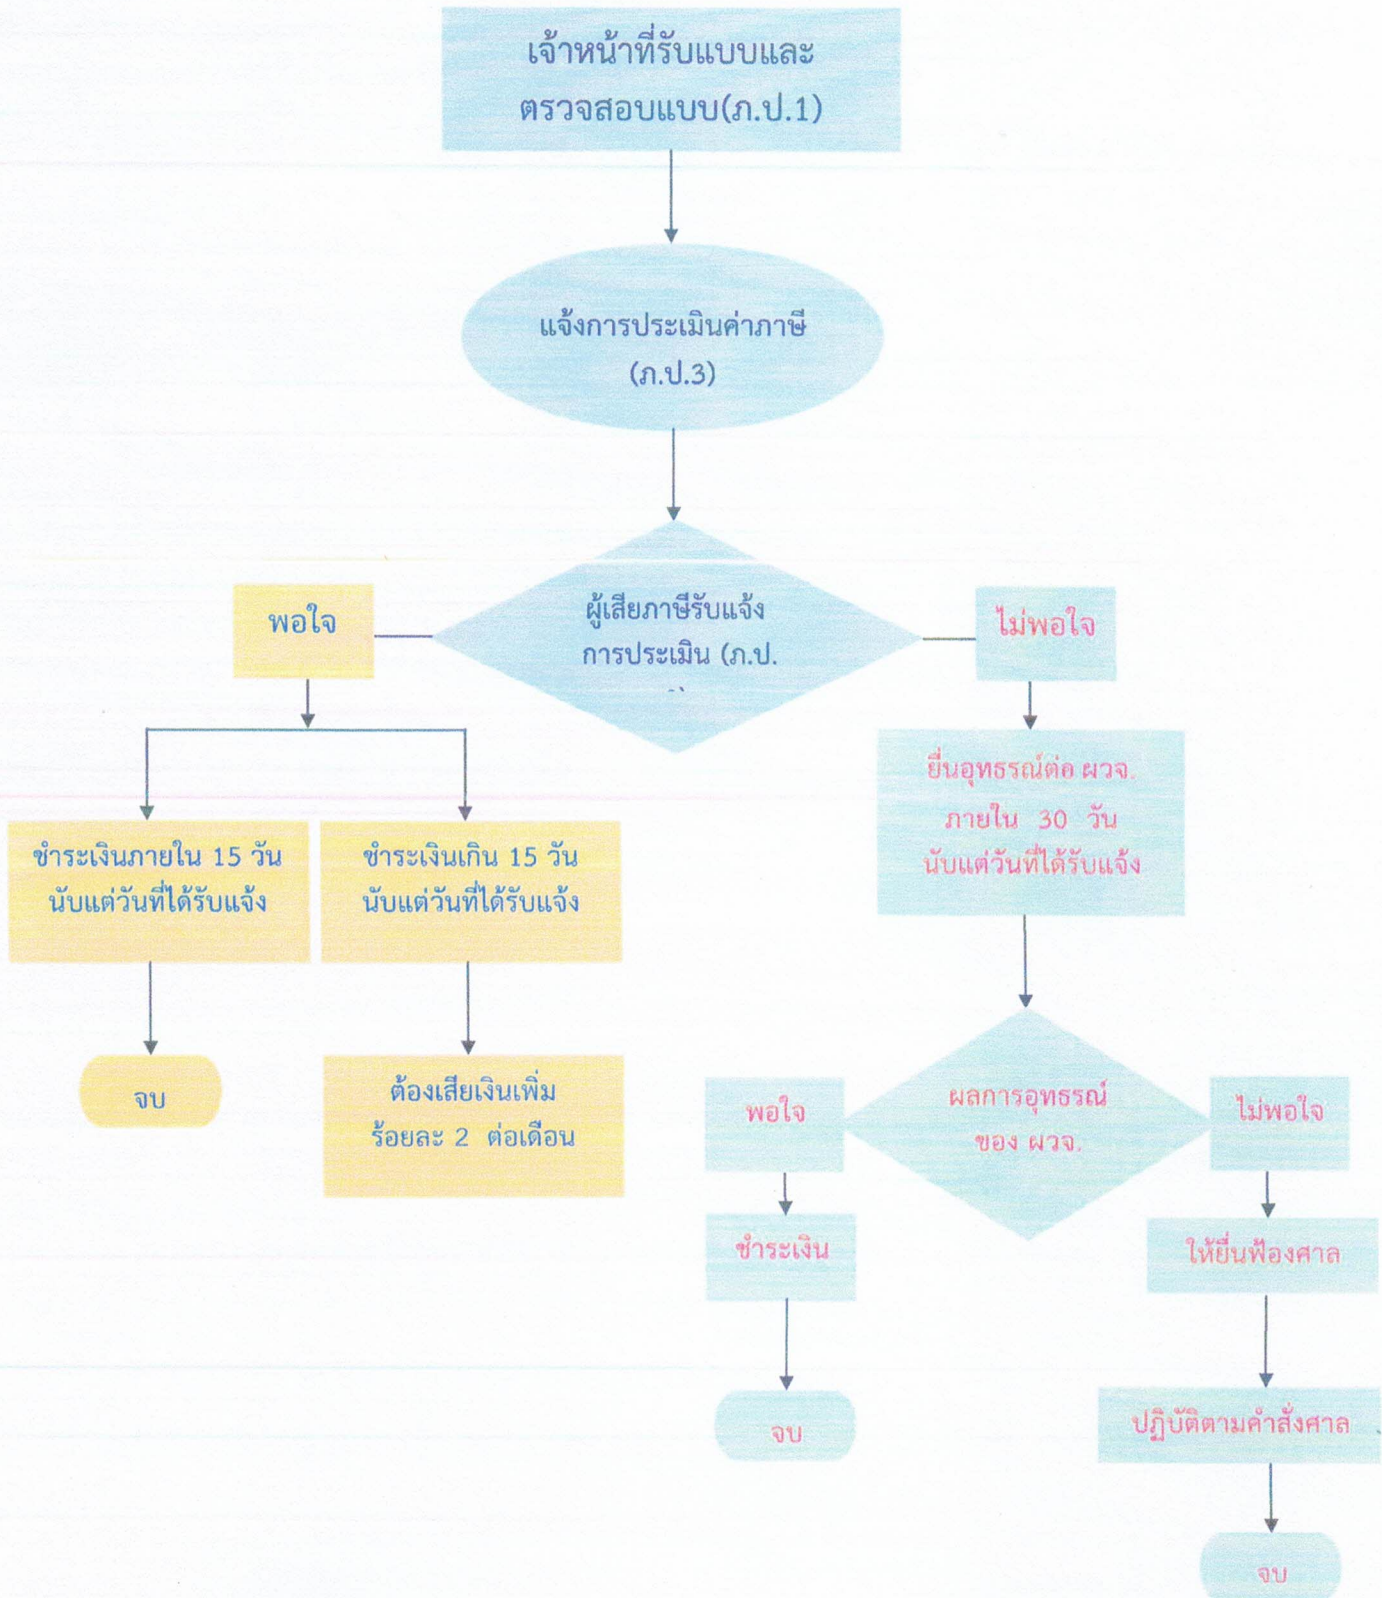 เจ้าหน้าที่รับแบบและ
ตรวจสอบแบบ(ภ.ป.1)
แจ้งการประเมินค่าภาษี
(ภ.ป.3)
ผู้เสียภาษีรับแจ้ง
การประเมิน (ภ.ป.
พอใจ
ไม่พอใจ
ชำระเงินภายใน 15 วัน
นับแต่วันที่ได้รับแจ้ง
ชำระเงินเกิน 15 วัน
นับแต่วันที่ได้รับแจ้ง
ยื่นอุทธรณ์ต่อ ผวจ.
ภายใน 30 วัน
นับแต่วันที่ได้รับแจ้ง
จบ
ต้องเสียเงินเพิ่ม
ร้อยละ 2 ต่อเดือน
พอใจ
ผลการอุทธรณ์
ของ ผวจ.
ไม่พอใจ
ชำระเงิน
ให้ยื่นฟ้องศาล
จบ
ปฏิบัติตามคำสั่งศาล
จบ